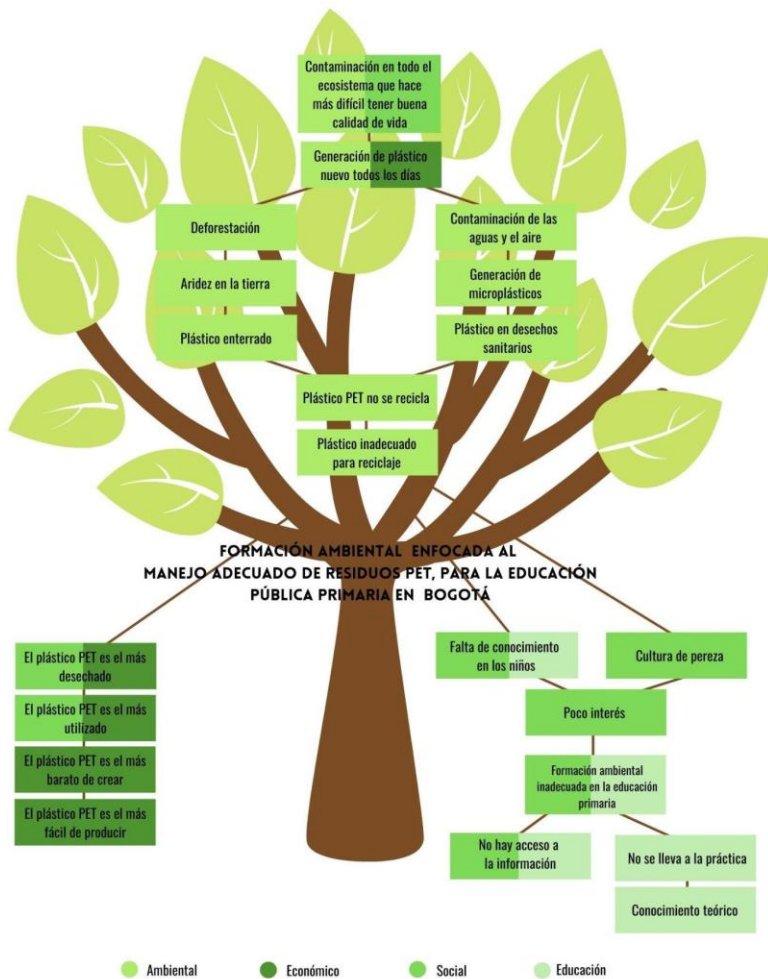 Contaminación en todo el
ecosistema que hace
más difícil tener buena
calidad de vida
Generación de plástico
nuevo todos los días
Deforestación
Contaminación de las
aguas y el aire
Aridez en la tierra
Generación de
microplásticos
Plástico enterrado
Plástico en desechos
sanitarios
Plástico PET no se recicla
Plástico inadecuado
para reciclaje
FORMACIÓN AMBIENTAL ENFOCADA AL
MANEJO ADECUADO DE RESIDUOS PET, PARA LA EDUCACIÓN
PÚBLICA PRIMARIA EN BOGOTÁ
El plástico PET es el más
desechado
El plástico PET es el más
utilizado
El plástico PET es el más
barato de crear
El plástico PET es el más
fácil de producir
Falta de conocimiento
en los niños
Cultura de pereza
Poco interés
Formación ambiental
inadecuada en la educación
primaria
No hay acceso a
la información
No se lleva a la práctica
Conocimiento teórico
Ambiental
Económico
Social
Educación